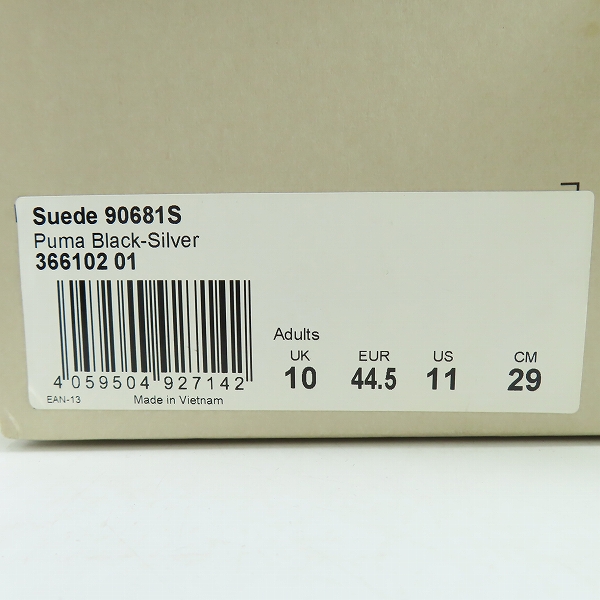 Suede 90681S
Puma Black-Silver
366102 01
Adults
UK EUR US CM
10 44.5 11 29
4 059504 927142
EAN-13 Made in Vietnam